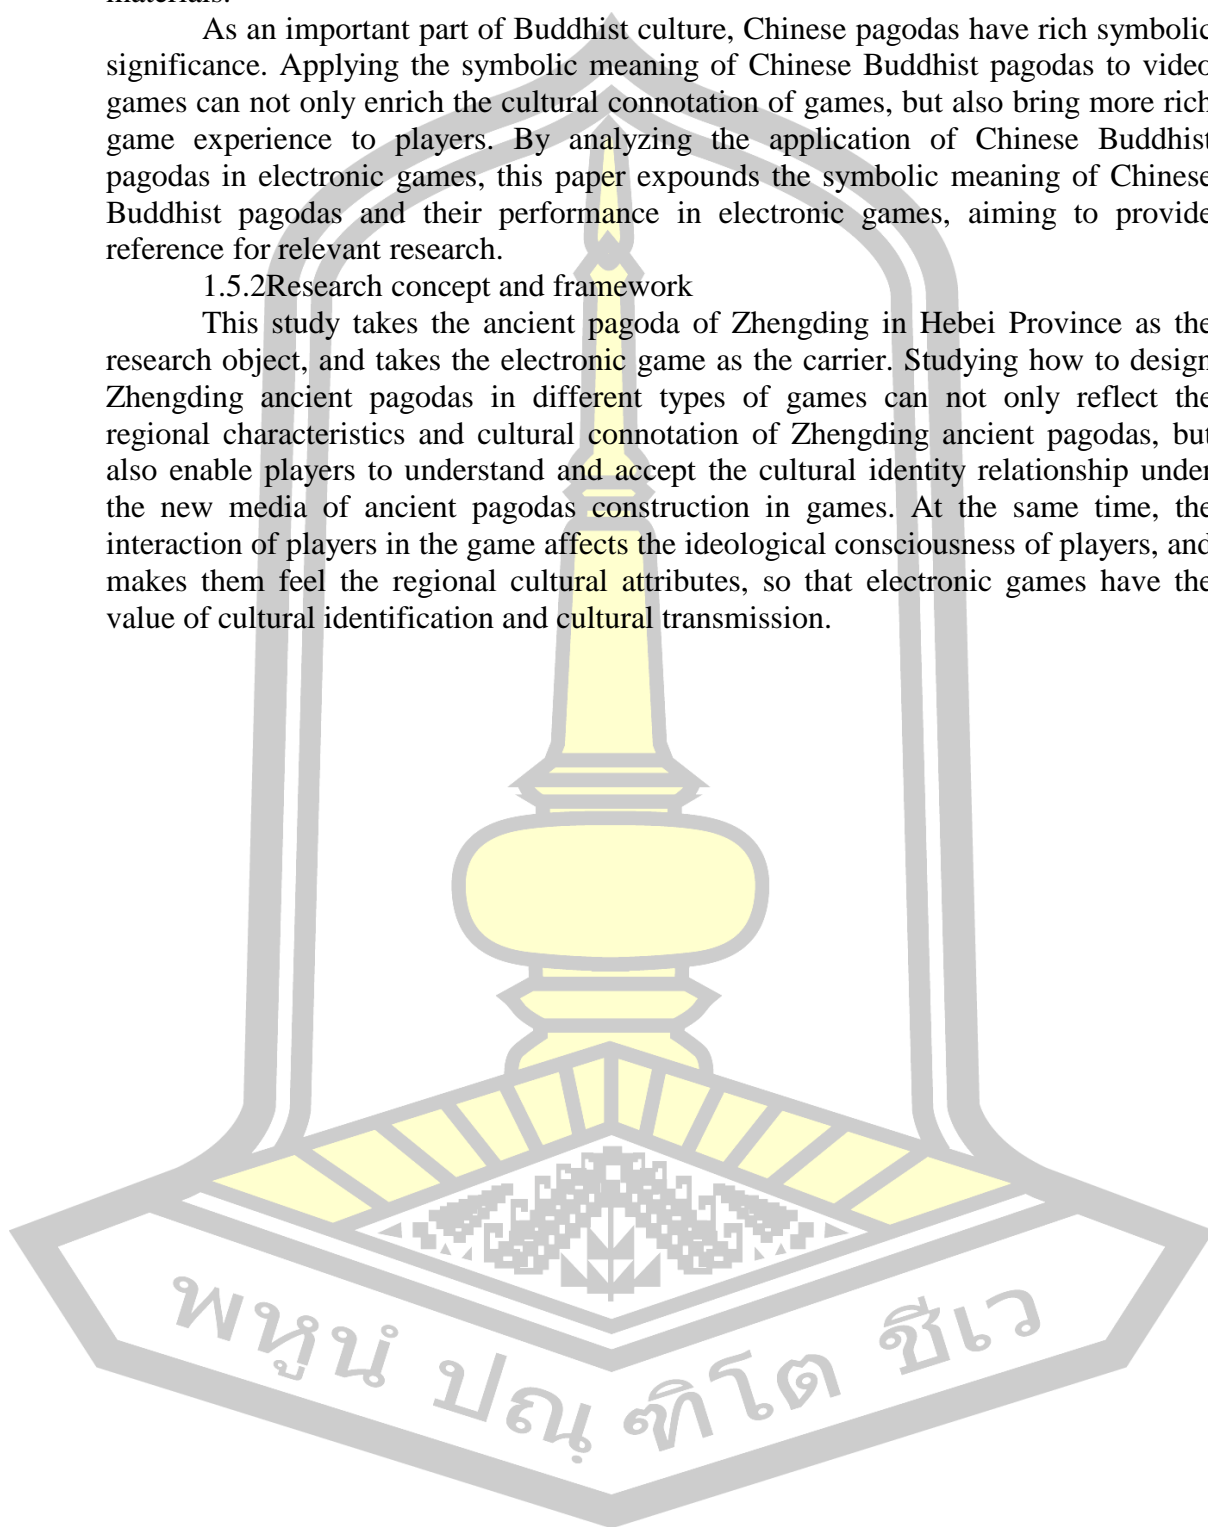 materials.
As an important part of Buddhist culture, Chinese pagodas have rich symbolic
significance. Applying the symbolic meaning of Chinese Buddhist pagodas to video
games can not only enrich the cultural connotation of games, but also bring more rich
game experience to players. By analyzing the application of Chinese Buddhist
pagodas in electronic games, this paper expounds the symbolic meaning of Chinese
Buddhist pagodas and their performance in electronic games, aiming to provide
reference for relevant research.
1.5.2Research concept and framework
This study takes the ancient pagoda of Zhengding in Hebei Province as the
research object, and takes the electronic game as the carrier. Studying how to design
Zhengding ancient pagodas in different types of games can not only reflect the
regional characteristics and cultural connotation of Zhengding ancient pagodas, but
also enable players to understand and accept the cultural identity relationship under
the new media of ancient pagodas construction in games. At the same time, the
interaction of players in the game affects the ideological consciousness of players, and
makes them feel the regional cultural attributes, so that electronic games have the
value of cultural identification and cultural transmission.
พหูนํ ปณฺฑิโต ชีเว